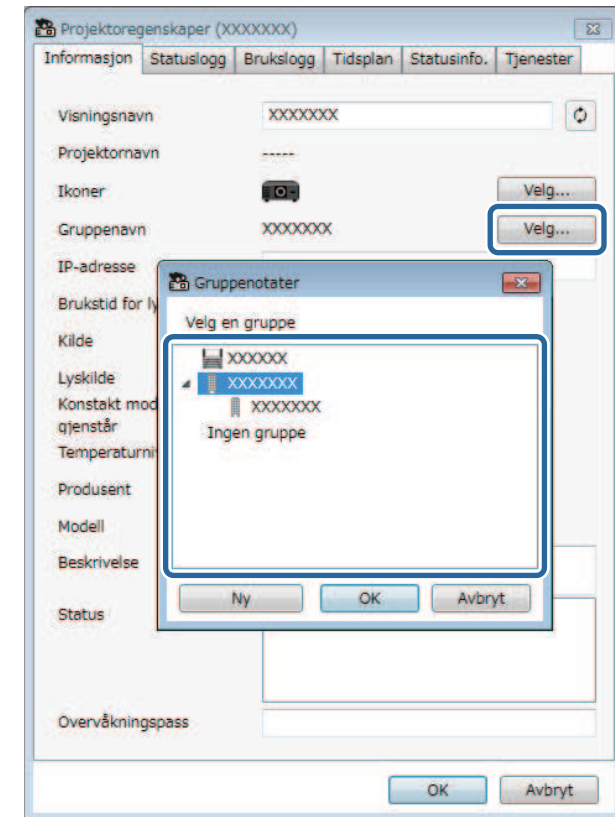 Projektoregenskaper (XXXXXXX)
Informasjon Statuslogg Brukslogg Tidsplan Statusinfo. Tjenester
Visningsnavn XXXXXXX
Projektornavn -----
Ikoner Velg...
Gruppenavn XXXXXXX Velg...
IP-adresse
Brukstid for
Kilde
Lyskilde
Konstakt mod
gjenstår
Produsent
Modell
Beskrivelse
Status
Overvåkningspass
Gruppenotater
Velg en gruppe
XXXXXX
XXXXXXX
XXXXXXX
Ingen gruppe
Ny OK Avbryt
OK Avbryt